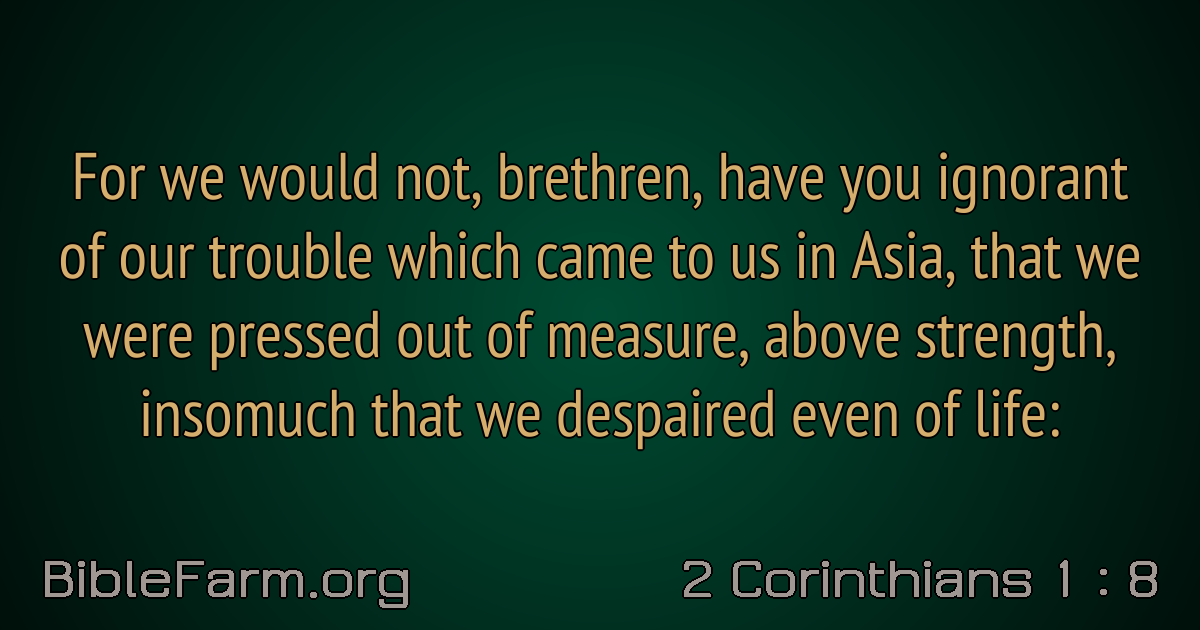 For we would not, brethren, have you ignorant
of our trouble which came to us in Asia, that we
were pressed out of measure, above strength,
insomuch that we despaired even of life:
BibleFarm.org
2 Corinthians 1 : 8